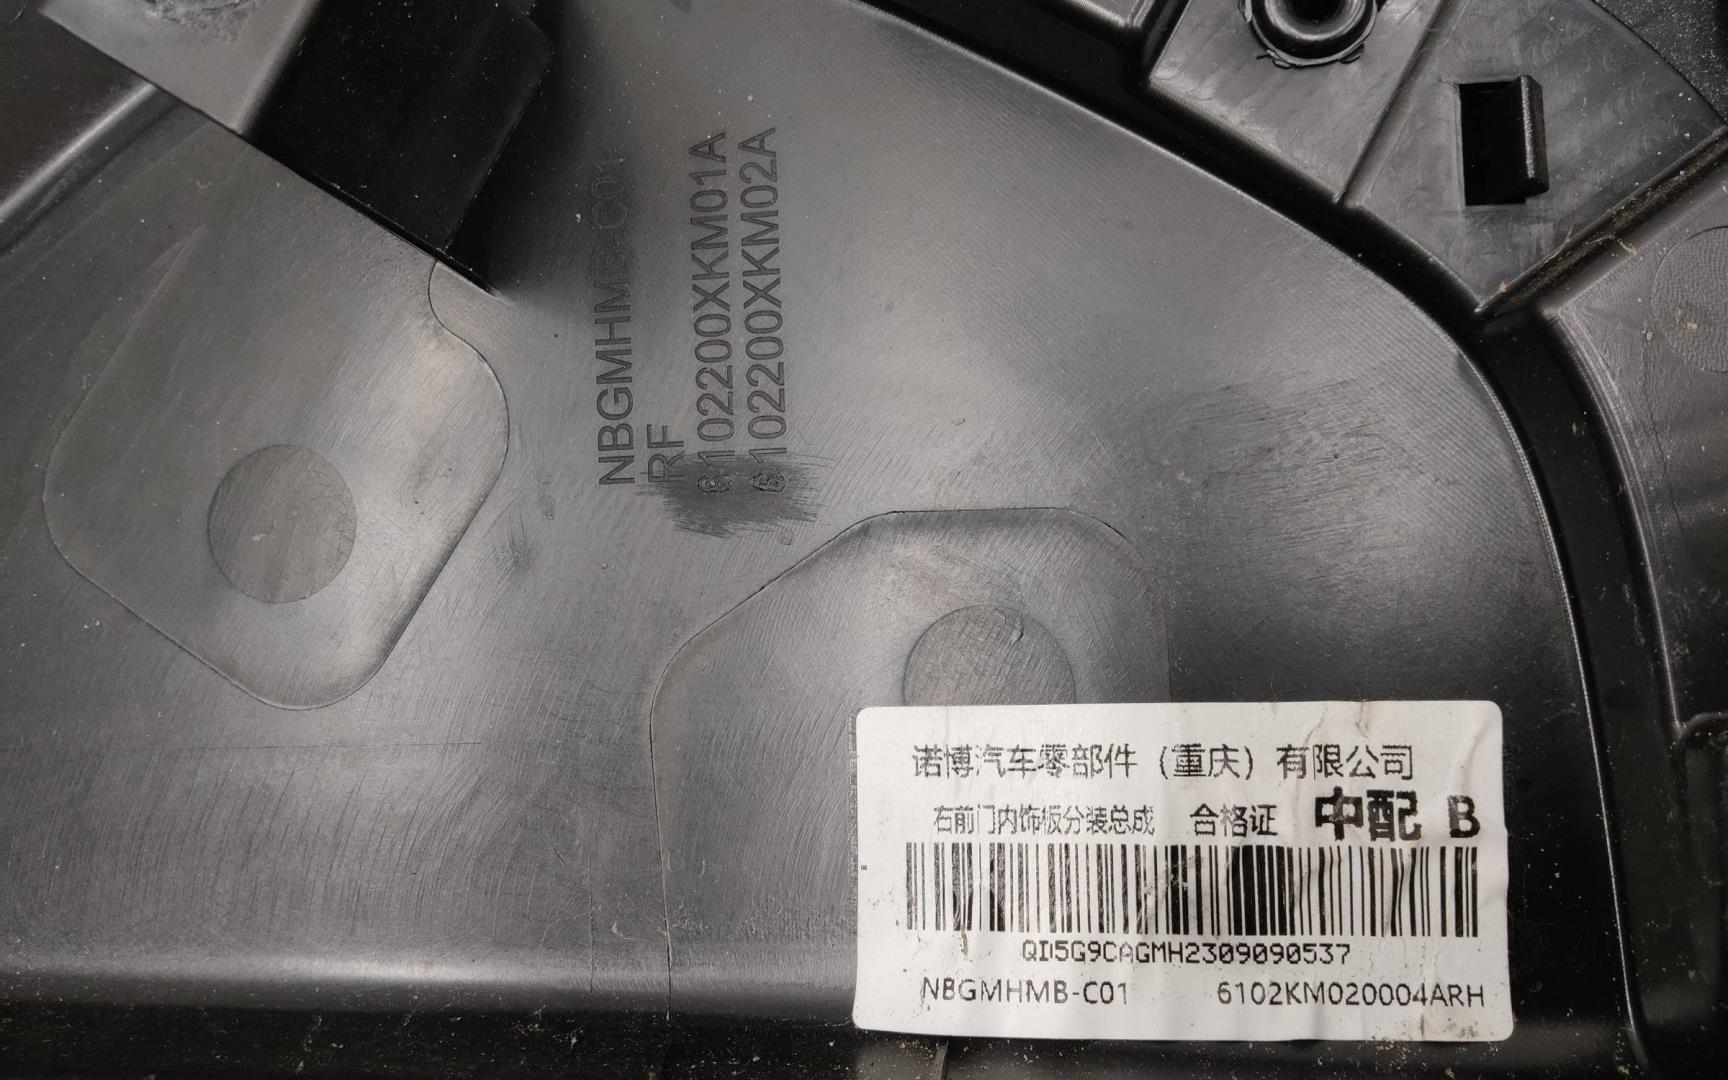 NBGMHMB-C01
RF
6102200XKM01A
6102200XKM02A
诺博汽车零部件（重庆）有限公司
右前门内饰板分装总成 合格证 中配 B
QD5G9CAGMH2309090537
NBGMHMB-C01 6102KM020004ARH